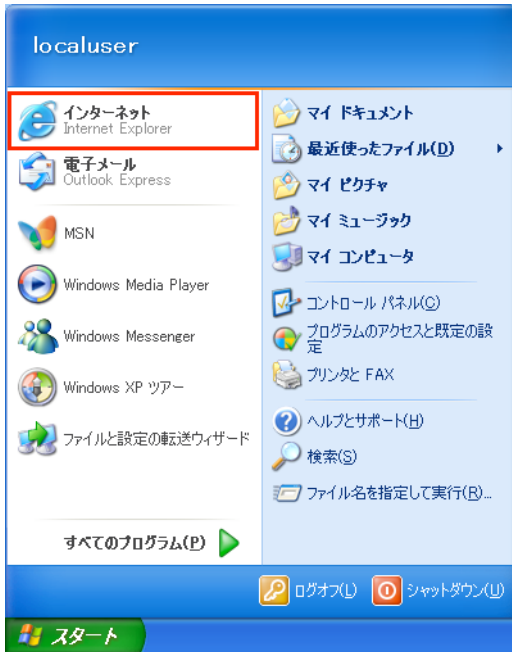 localuser
インターネット
Internet Explorer
電子メール
Outlook Express
MSN
Windows Media Player
Windows Messenger
Windows XP ツアー
ファイルと設定の転送ウィザード
すべてのプログラム(P)
マイ ドキュメント
最近使ったファイル(D)
マイ ピクチャ
マイ ミュージック
マイ コンピュータ
コントロール パネル(C)
プログラムのアクセスと既定の設
定
プリンタと FAX
ヘルプとサポート(H)
検索(S)
ファイル名を指定して実行(R)...
ログオフ(L)
シャットダウン(U)
スタート